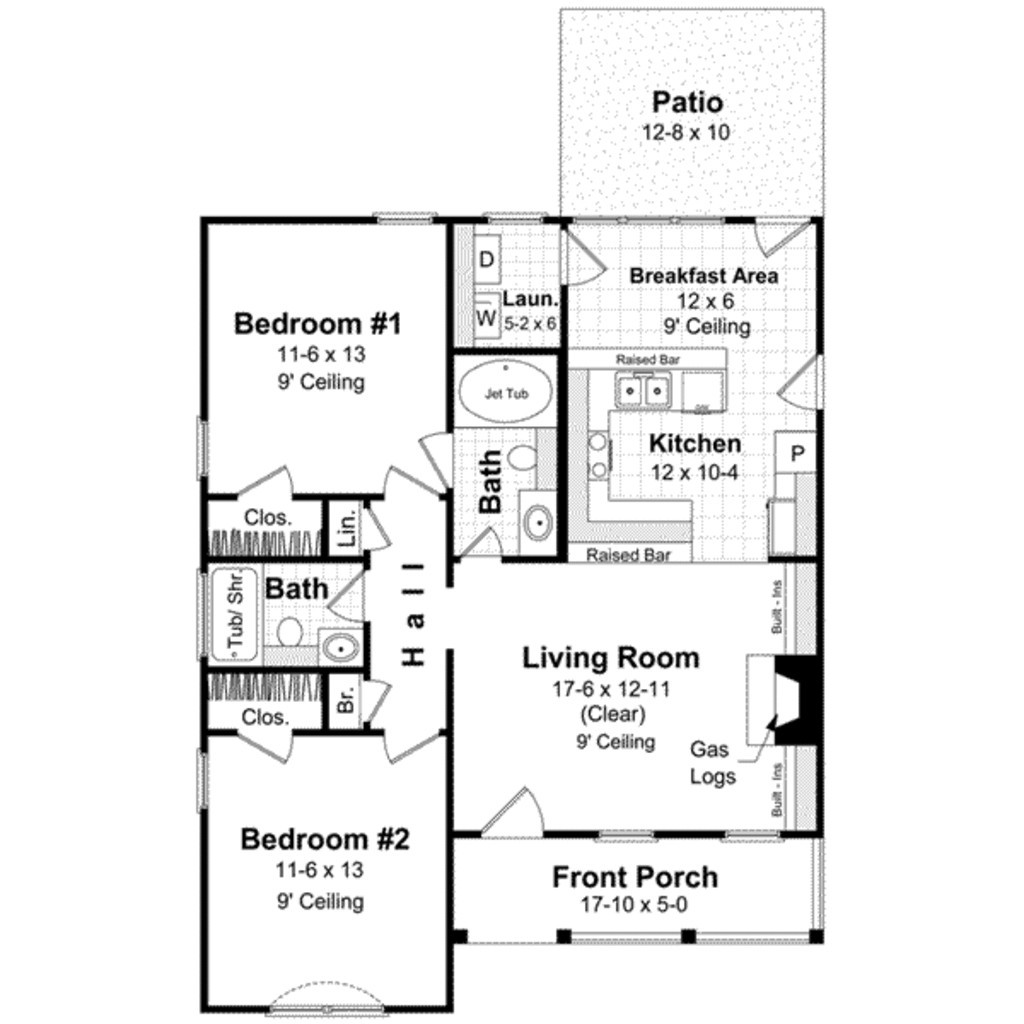 Patio
12-8 x 10
Breakfast Area
12 x 6
9' Ceiling
D
W
Laun.
5-2 x 6
Bedroom #1
11-6 x 13
9' Ceiling
Raised Bar
Jet Tub
Kitchen
12 x 10-4
P
Bath
Clos.
Lin.
Raised Bar
Tub/ Shr.
Bath
Hall
Built - Ins
Living Room
17-6 x 12-11
(Clear)
9' Ceiling
Gas
Logs
Built - Ins
Clos.
Br.
Bedroom #2
11-6 x 13
9' Ceiling
Front Porch
17-10 x 5-0